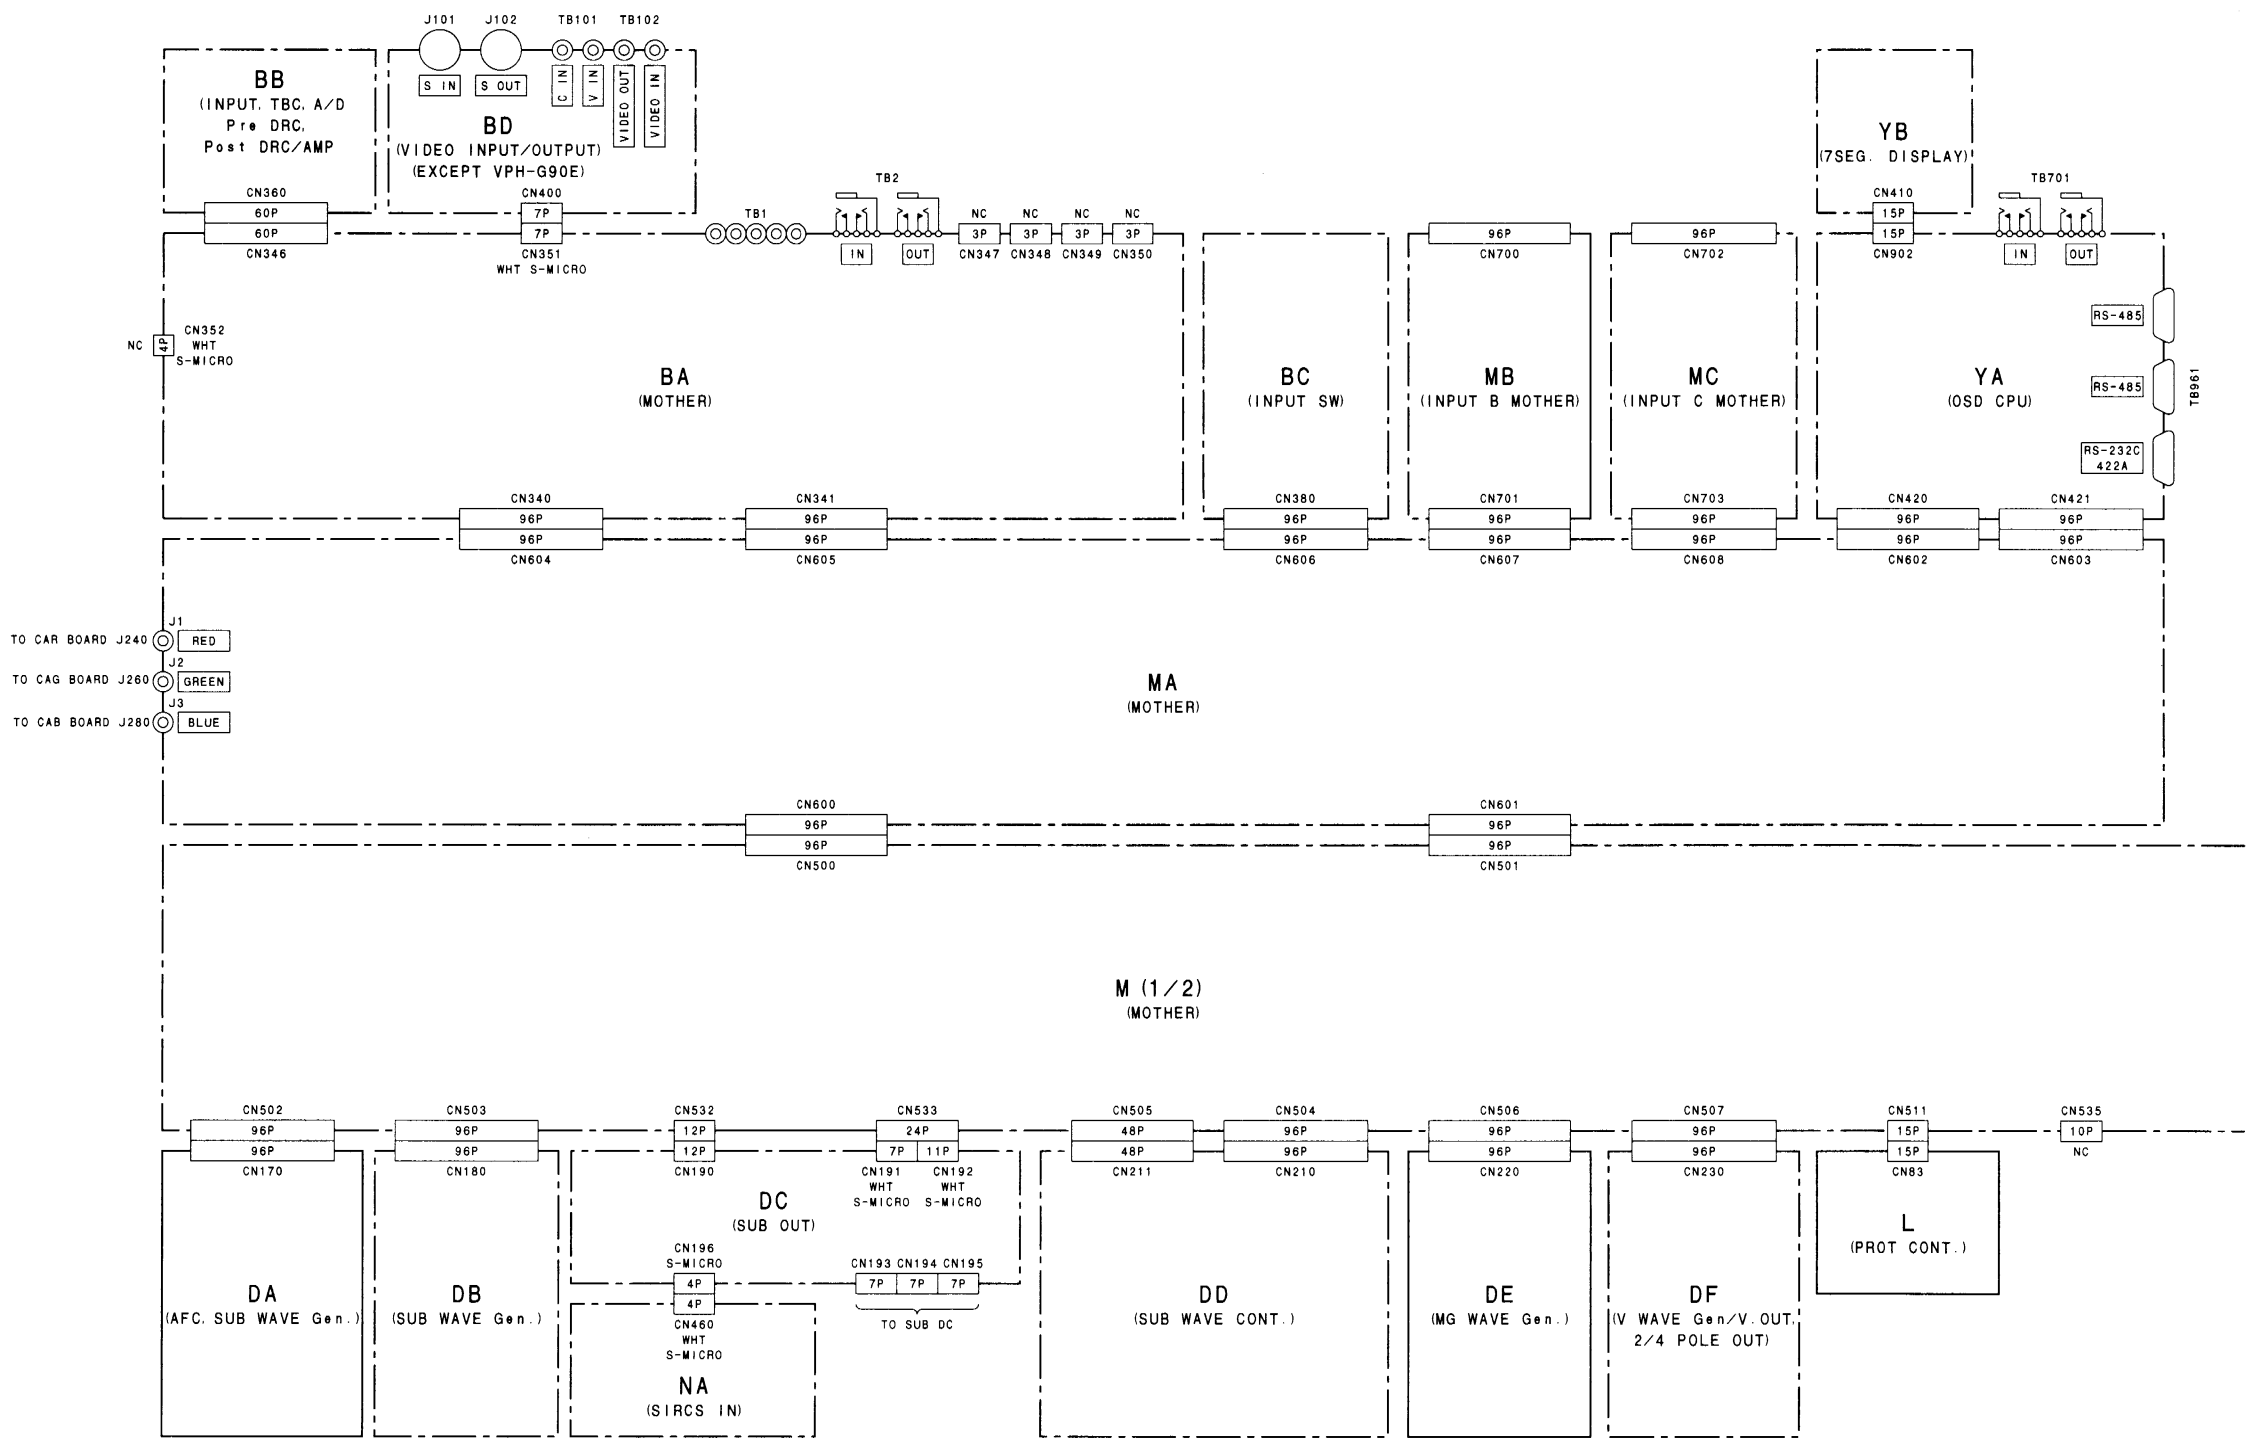 J101 J102 TB101 TB102
S IN
S OUT
C IN
V IN
VIDEO OUT
VIDEO IN
BB
(INPUT, TBC, A/D
Pre DRC,
Post DRC/AMP
BD
(VIDEO INPUT/OUTPUT)
(EXCEPT VPH-G90E)
YB
(7SEG. DISPLAY)
CN360
60P
60P
CN346
CN400
7P
7P
CN351
WHT S-MICRO
TB1
TB2
IN
OUT
NC NC NC NC
3P 3P 3P 3P
CN347 CN348 CN349 CN350
96P
CN700
96P
CN702
CN410
15P
15P
CN902
TB701
IN
OUT
NC
4P
CN352
WHT
S-MICRO
RS-485
RS-485
RS-232C
422A
TB961
BA
(MOTHER)
BC
(INPUT SW)
MB
(INPUT B MOTHER)
MC
(INPUT C MOTHER)
YA
(OSD CPU)
CN340 CN341 CN380 CN701 CN703 CN420 CN421
96P 96P 96P 96P 96P 96P 96P
96P 96P 96P 96P 96P 96P 96P
CN604 CN605 CN606 CN607 CN608 CN602 CN603
J1
TO CAR BOARD J240 RED
J2
TO CAG BOARD J260 GREEN
J3
TO CAB BOARD J280 BLUE
MA
(MOTHER)
CN600 CN601
96P 96P
96P 96P
CN500 CN501
M (1/2)
(MOTHER)
CN502 CN503 CN532 CN533 CN505 CN504 CN506 CN507 CN511 CN535
96P 96P 12P 24P 48P 96P 96P 96P 15P 10P
96P 96P 12P 7P 11P 48P 96P 96P 96P 15P NC
CN170 CN180 CN190 CN191 CN192 CN211 CN210 CN220 CN230 CN83
WHT WHT
S-MICRO S-MICRO
DC
(SUB OUT)
L
(PROT CONT.)
CN196
S-MICRO
4P
4P
CN460
WHT
S-MICRO
CN193 CN194 CN195
7P 7P 7P
TO SUB DC
DA
(AFC, SUB WAVE Gen.)
DB
(SUB WAVE Gen.)
NA
(SIRCS IN)
DD
(SUB WAVE CONT.)
DE
(MG WAVE Gen.)
DF
(V WAVE Gen/V.OUT,
2/4 POLE OUT)